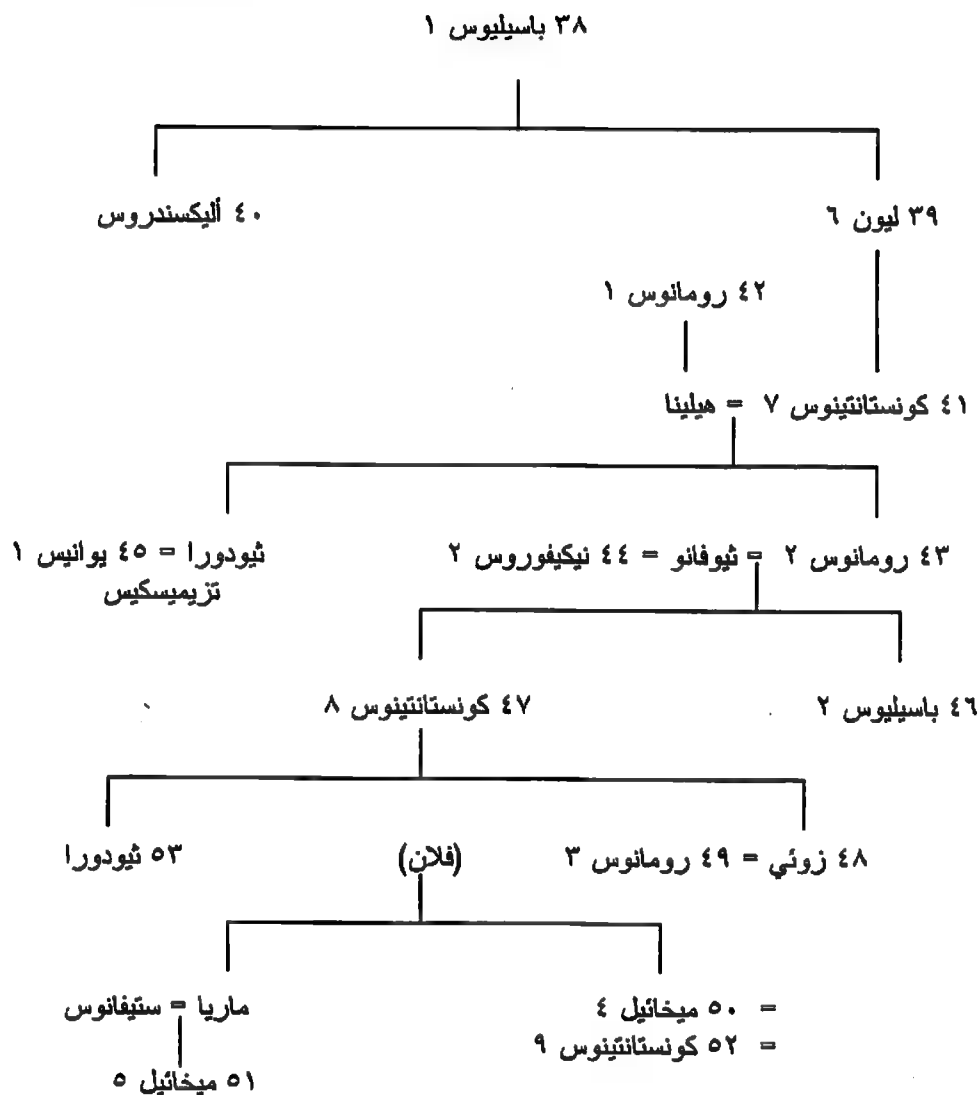 ٣٨ باسيليوس ١
٣٩ ليون ٦
٤٠ أليكسندروس
٤٢ رومانوس ١
٤١ كونستانتينوس ٧ = هيلينا
٤٣ رومانوس ٢ = ثيوفانو = ٤٤ نيكيفوروس ٢
ثيودورا = ٤٥ يوانيس ١
تزيميسكيس
٤٦ باسيليوس ٢
٤٧ كونستانتينوس ٨
٤٨ زوئي = ٤٩ رومانوس ٣
(فلان)
٥٣ ثيودورا
= ٥٠ ميخائيل ٤
= ٥٢ كونستانتينوس ٩
ماريا = ستيفانوس
٥١ ميخائيل ٥